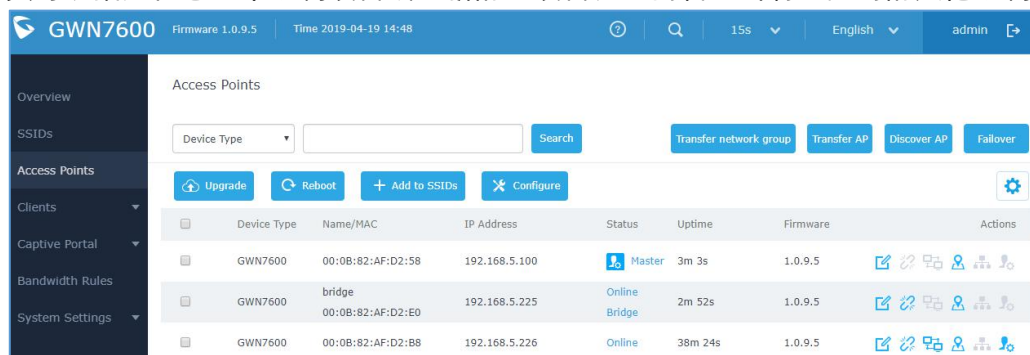 GWN7600 Firmware 1.0.9.5 Time 2019-04-19 14:48 15s English admin
Overview
SSIDs
Access Points
Clients
Captive Portal
Bandwidth Rules
System Settings
Access Points
Device Type Search Transfer network group Transfer AP Discover AP Failover
Upgrade Reboot + Add to SSIDs Configure
Device Type Name/MAC IP Address Status Uptime Firmware Actions
GWN7600 00:0B:82:AF:D2:58 192.168.5.100 Master 3m 3s 1.0.9.5
GWN7600 bridge 00:0B:82:AF:D2:E0 192.168.5.225 Online Bridge 2m 52s 1.0.9.5
GWN7600 00:0B:82:AF:D2:B8 192.168.5.226 Online 38m 24s 1.0.9.5